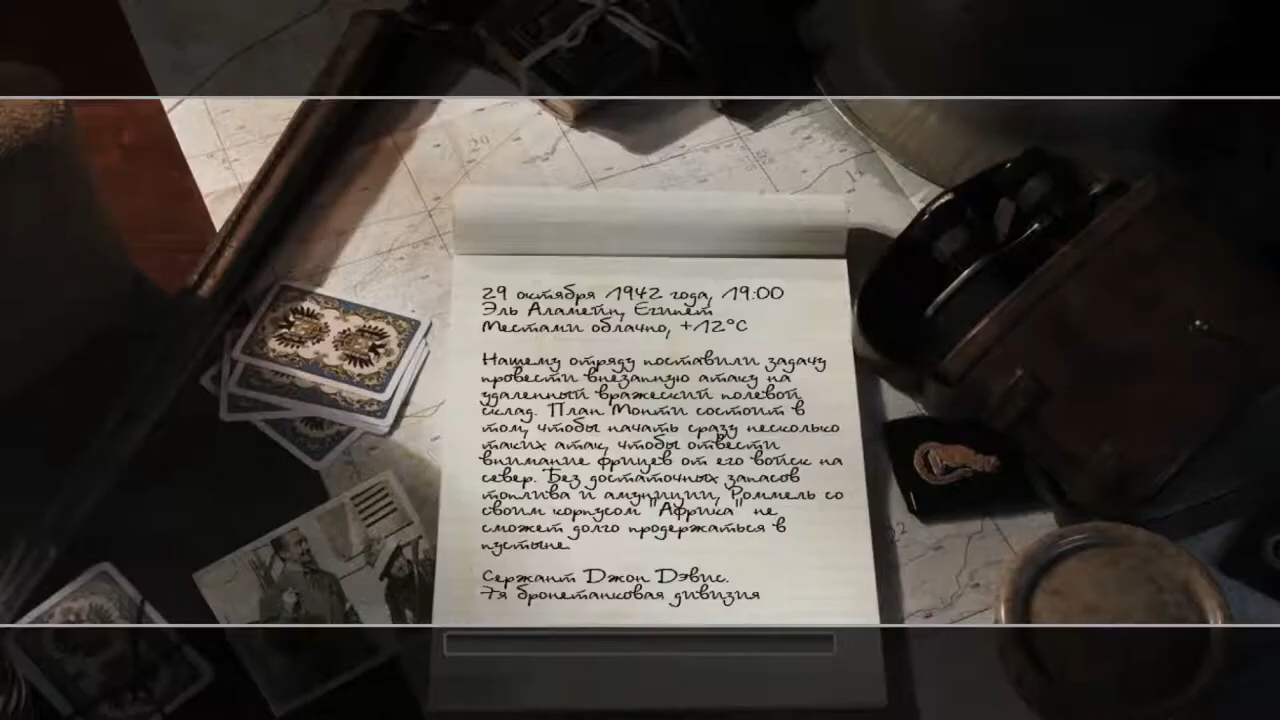 29 октября 1942 года, 19:00
Эль Аламейн, Египет
Местами облачно, +12°C
Нашему отряду поставили задачу
провести внезапную атаку на
удаленный вражеский полевой
склад. План Монти состоит в
том, чтобы начать сразу несколько
таких атак, чтобы отвести
внимание фрицев от его войск на
север. Без достаточных запасов
топлива и амуниции, Роммель со
своим корпусом "Африка" не
сможет долго продержаться в
пустыне.
Сержант Джон Дэвис.
7я бронетанковая дивизия